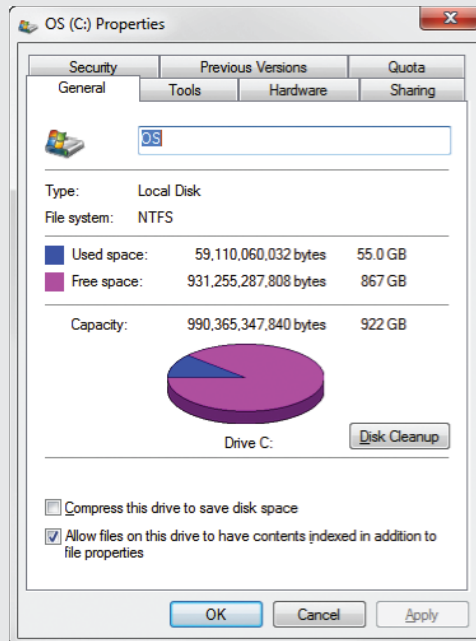 OS (C:) Properties
Security Previous Versions Quota
General Tools Hardware Sharing
OS
Type: Local Disk
File system: NTFS
Used space: 59,110,060,032 bytes 55.0 GB
Free space: 931,255,287,808 bytes 867 GB
Capacity: 990,365,347,840 bytes 922 GB
Drive C:
Disk Cleanup
Compress this drive to save disk space
Allow files on this drive to have contents indexed in addition to
file properties
OK Cancel Apply